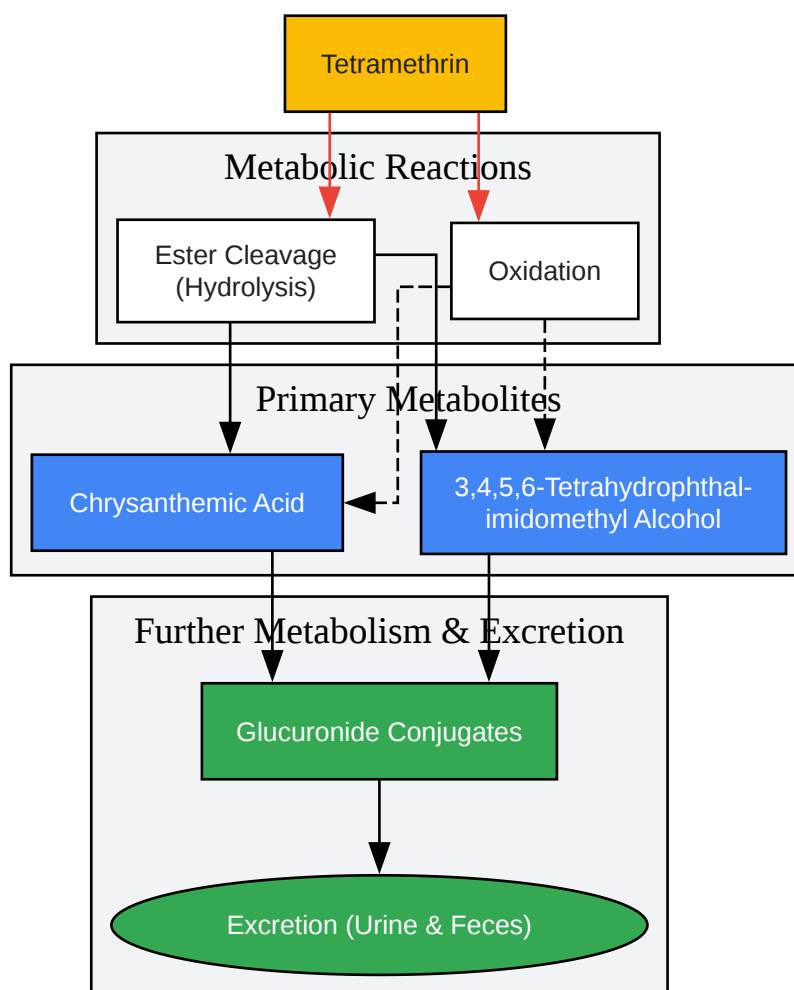 Tetramethrin
Metabolic Reactions
Ester Cleavage
(Hydrolysis)
Oxidation
Primary Metabolites
Chrysanthemic Acid
3,4,5,6-Tetrahydrophthal-
imidomethyl Alcohol
Further Metabolism & Excretion
Glucuronide Conjugates
Excretion (Urine & Feces)